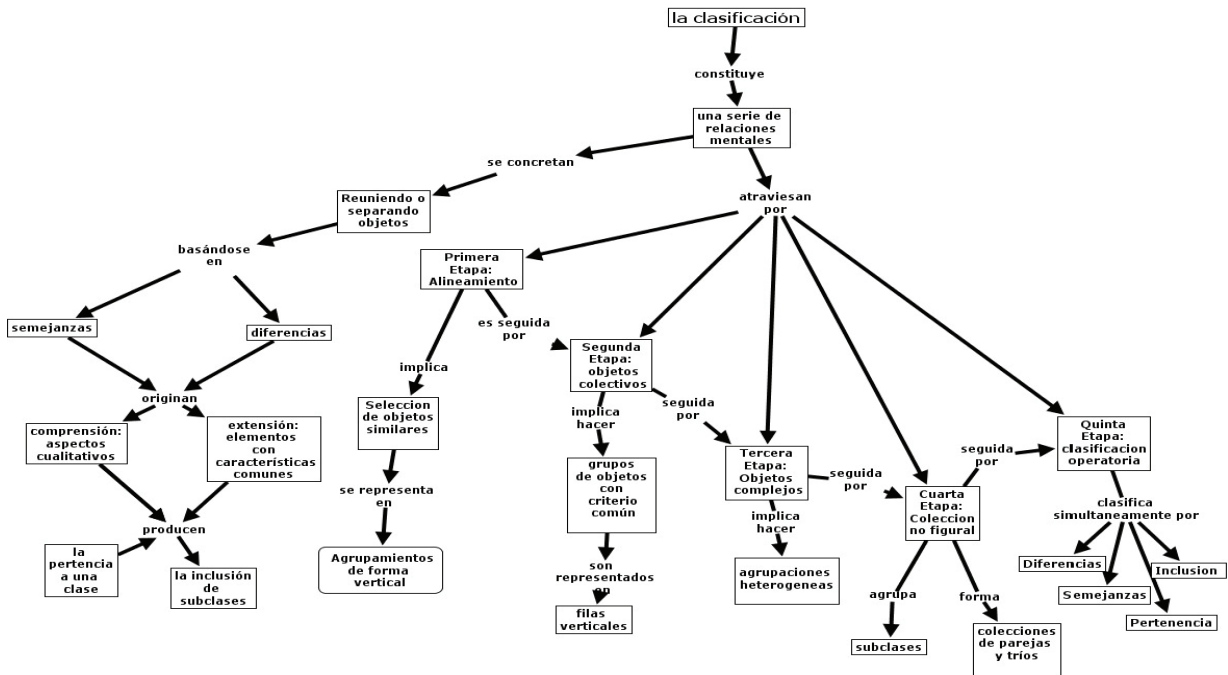 la clasificación
constituye
una serie de
relaciones
mentales
se concretan
atraviesan
por
Reuniendo o
separando
objetos
basándose
en
semejanzas
diferencias
originan
comprensión:
aspectos
cualitativos
extensión:
elementos
con
características
comunes
producen
la
pertencia
a una
clase
la inclusión
de
subclases
Primera
Etapa:
Alineamiento
es seguida
por
implica
Seleccion
de objetos
similares
se representa
en
Agrupamientos
de forma
vertical
Segunda
Etapa:
objetos
colectivos
implica
hacer
seguida
por
grupos
de objetos
con
criterio
común
son
representados
en
filas
verticales
Tercera
Etapa:
Objetos
complejos
seguida
por
implica
hacer
agrupaciones
heterogeneas
Cuarta
Etapa:
Coleccion
no figural
seguida
por
agrupa
forma
subclases
colecciones
de parejas
y tríos
Quinta
Etapa:
clasificacion
operatoria
clasifica
simultaneamente por
Diferencias
Semejanzas
Inclusion
Pertenencia